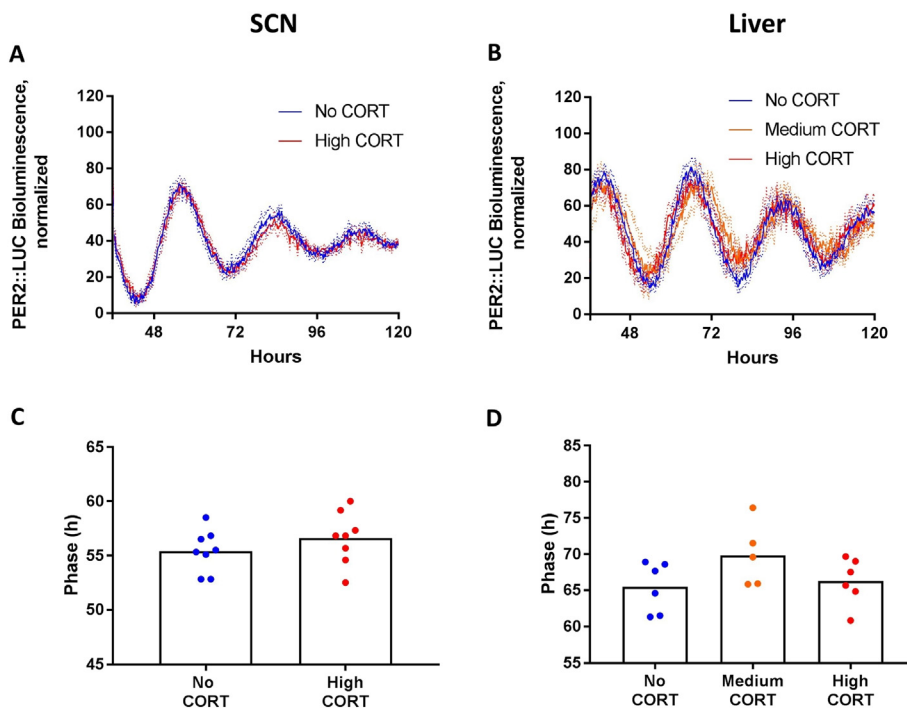 SCN
Liver
A
B
PER2::LUC Bioluminescence,
normalized
120
100
80
60
40
20
0
48
72
96
120
Hours
No CORT
High CORT
PER2::LUC Bioluminescence,
normalized
120
100
80
60
40
20
0
48
72
96
120
Hours
No CORT
Medium CORT
High CORT
C
D
Phase (h)
65
60
55
50
45
No
CORT
High
CORT
Phase (h)
85
80
75
70
65
60
55
No
CORT
Medium
CORT
High
CORT